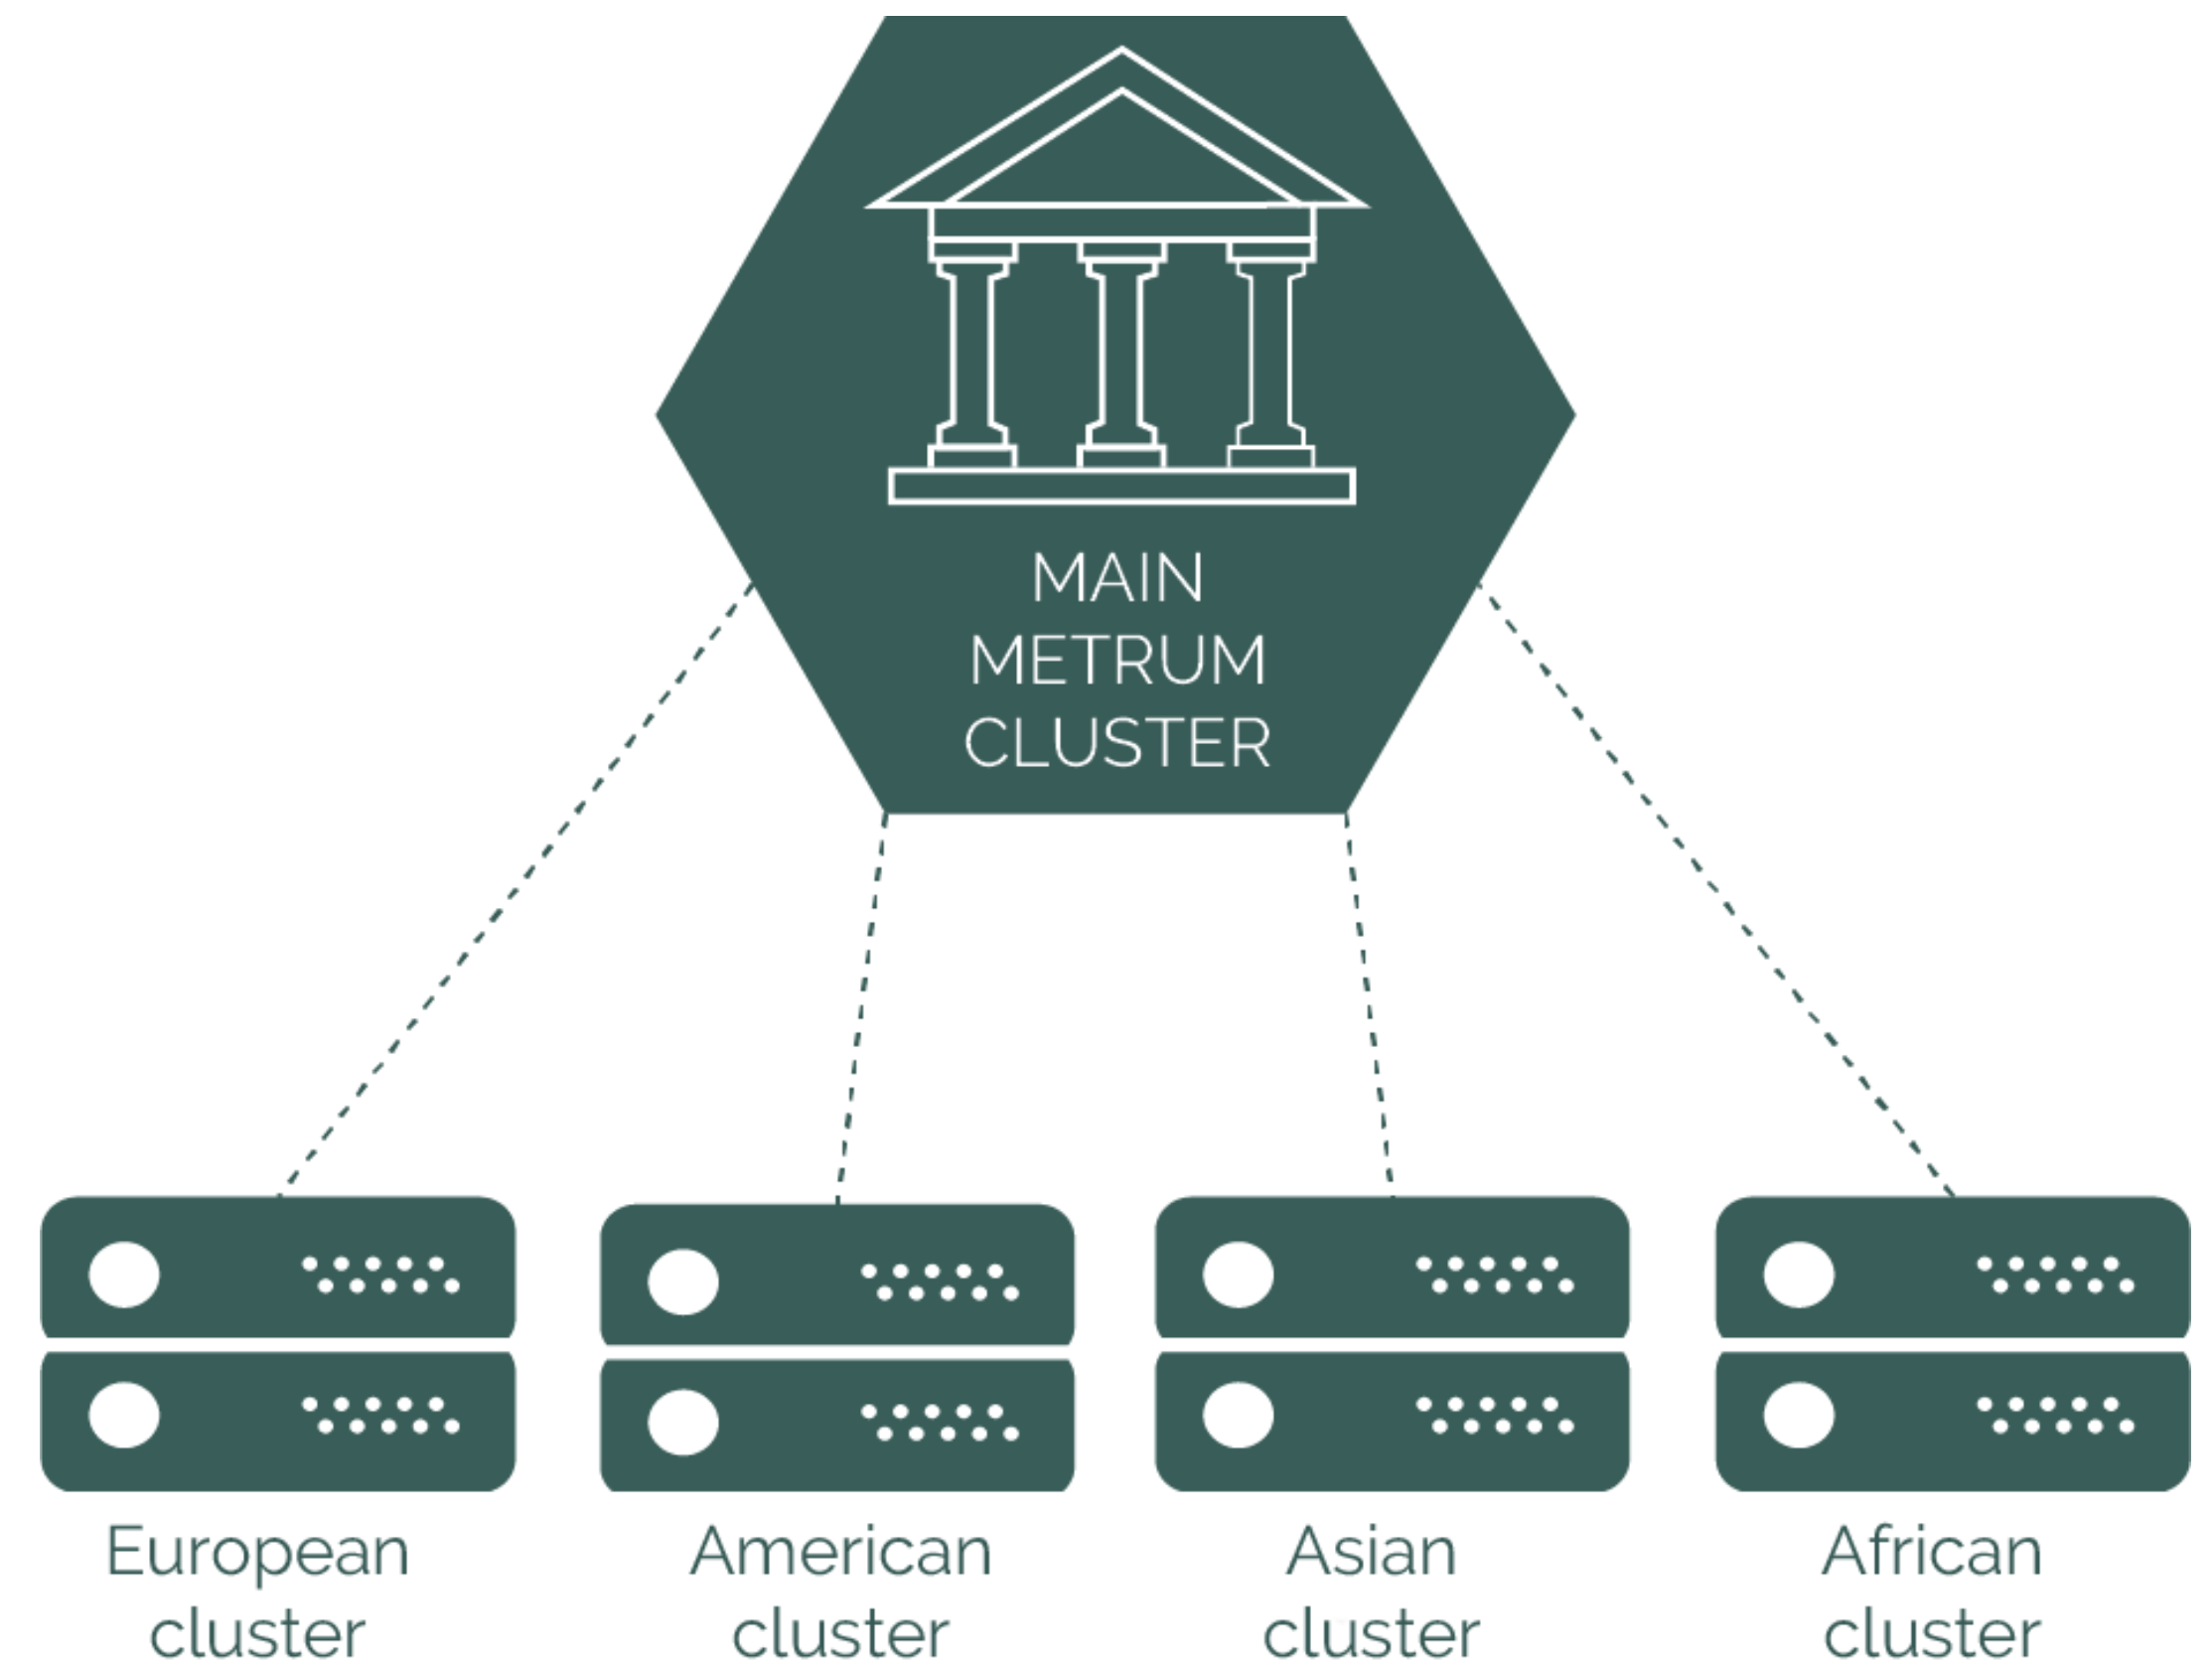 MAIN
METRUM
CLUSTER
European
cluster
American
cluster
Asian
cluster
African
cluster